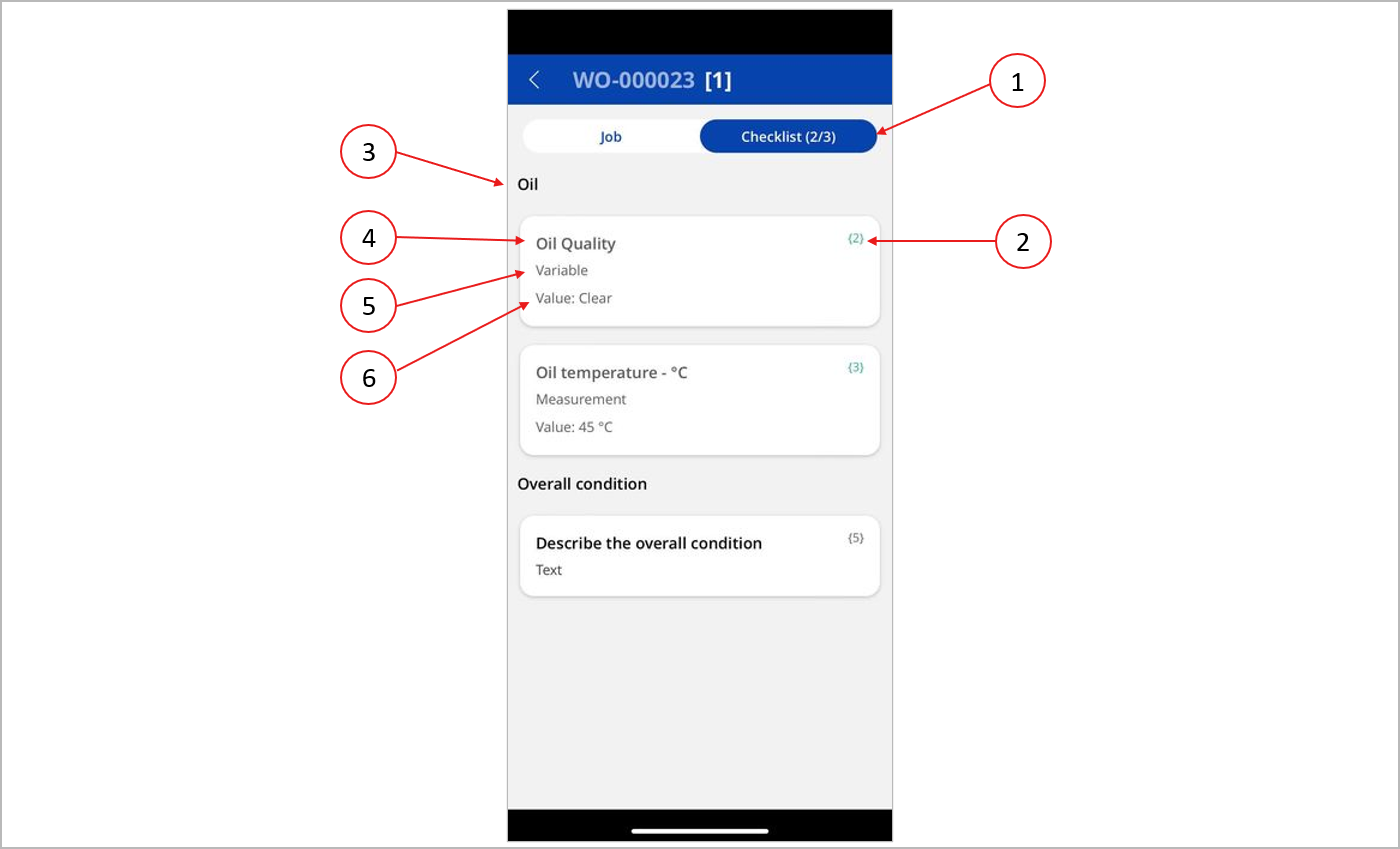 WO-000023 [1]
1
Job
Checklist (2/3)
3
Oil
4
Oil Quality
{2}
2
Variable
5
Value: Clear
6
Oil temperature - °C
{3}
Measurement
Value: 45 °C
Overall condition
Describe the overall condition
{5}
Text